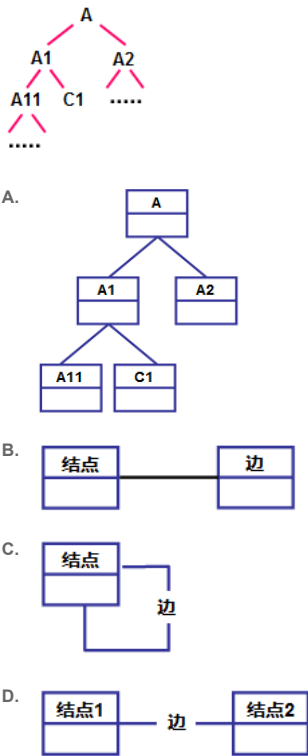 A
A1 A2
A11 C1 .....
.....
A.
A
A1 A2
A11 C1
B.
结点 边
C.
结点
边
D.
结点1 边 结点2